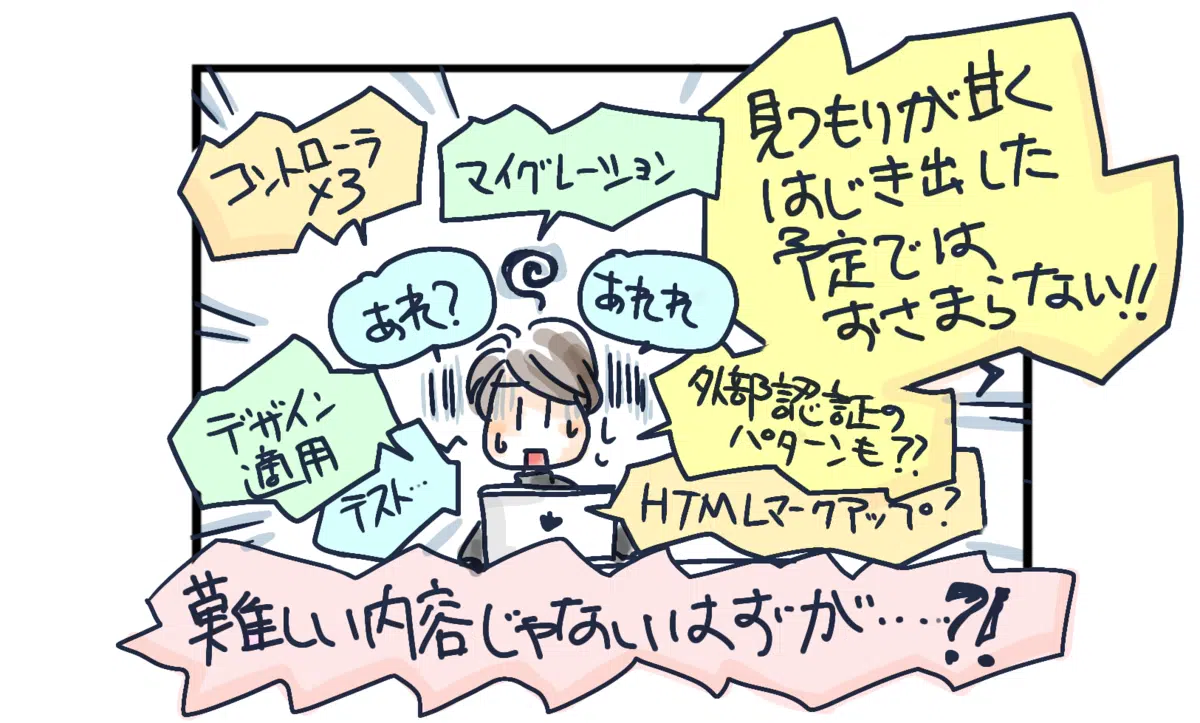 見つもりが甘く
はじき出した
予定では
おさまらない!!
マイグレーション
コントローラ
×3
あれ?
あれれ
外部認証の
パターンも??
デザイン
適用
テスト…
HTMLマークアップ?
難しい内容じゃないはずが……?!